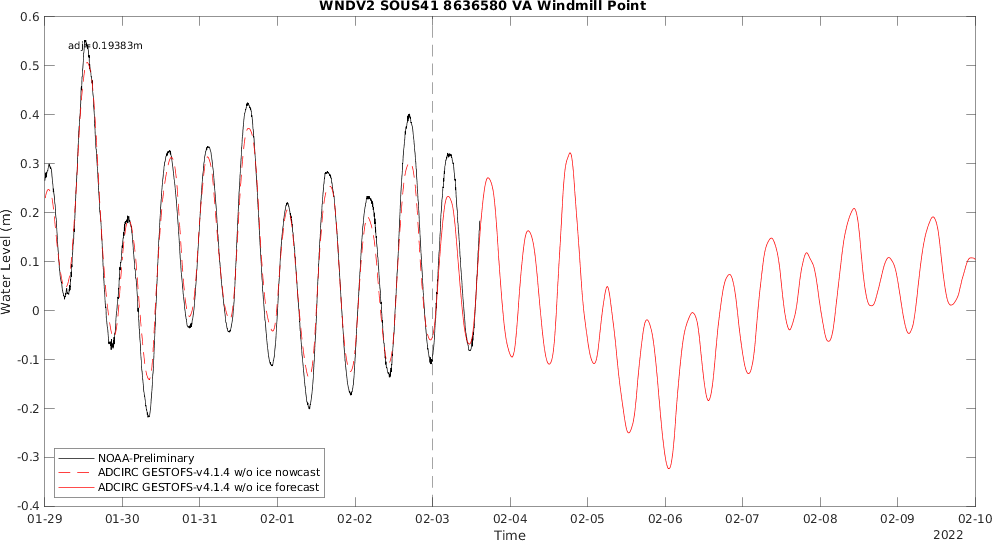 WNDV2 SOUS41 8636580 VA Windmill Point
adj=0.19383m
0.6
0.5
0.4
0.3
0.2
0.1
0
-0.1
-0.2
-0.3
-0.4
Water Level (m)
NOAA-Preliminary
ADCIRC GESTOFS-v4.1.4 w/o ice nowcast
ADCIRC GESTOFS-v4.1.4 w/o ice forecast
01-29 01-30 01-31 02-01 02-02 02-03 02-04 02-05 02-06 02-07 02-08 02-09 02-10
Time
2022